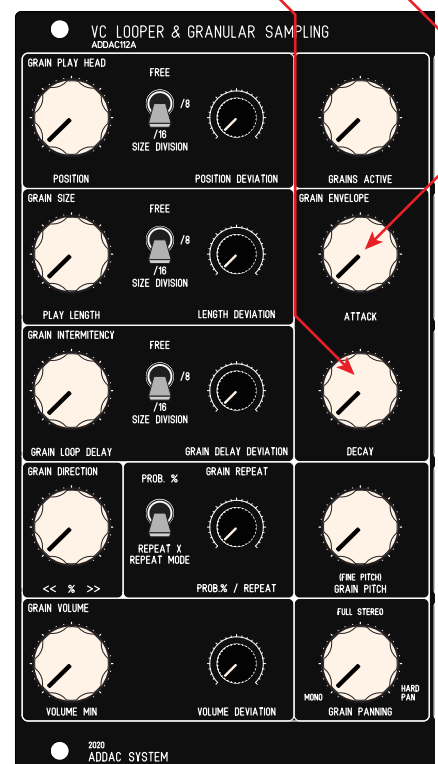 VC LOOPER & GRANULAR SAMPLING
ADDAC112A
GRAIN PLAY HEAD
FREE
/8
/16
SIZE DIVISION
POSITION
POSITION DEVIATION
GRAINS ACTIVE
GRAIN SIZE
FREE
/8
/16
SIZE DIVISION
PLAY LENGTH
LENGTH DEVIATION
GRAIN ENVELOPE
ATTACK
GRAIN INTERMITENCY
FREE
/8
/16
SIZE DIVISION
GRAIN LOOP DELAY
GRAIN DELAY DEVIATION
DECAY
GRAIN DIRECTION
<< % >>
PROB. %
GRAIN REPEAT
REPEAT X
REPEAT MODE
PROB.% / REPEAT
(FINE PITCH)
GRAIN PITCH
GRAIN VOLUME
VOLUME MIN
VOLUME DEVIATION
FULL STEREO
MONO
HARD
PAN
GRAIN PANNING
2020
ADDAC SYSTEM